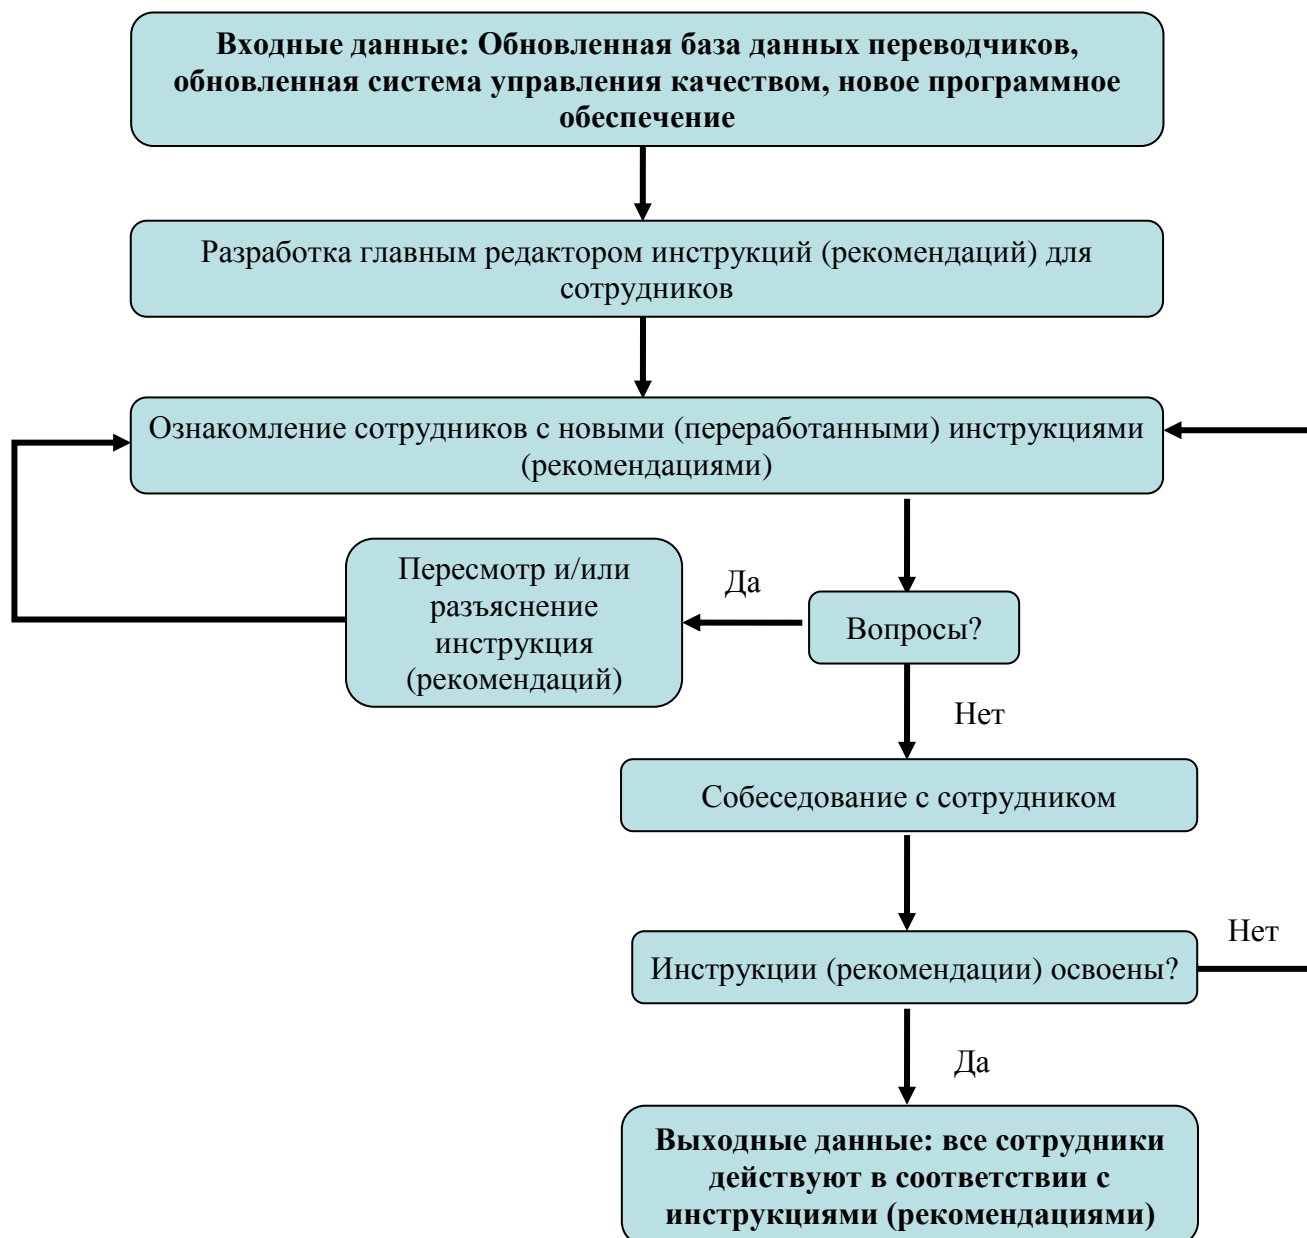 Входные данные: Обновленная база данных переводчиков,
обновленная система управления качеством, новое программное
обеспечение
Разработка главным редактором инструкций (рекомендаций) для
сотрудников
Ознакомление сотрудников с новыми (переработанными) инструкциями
(рекомендациями)
Пересмотр и/или
разъяснение
инструкция
(рекомендаций)
Да
Вопросы?
Нет
Собеседование с сотрудником
Инструкции (рекомендации) освоены?
Нет
Да
Выходные данные: все сотрудники
действуют в соответствии с
инструкциями (рекомендациями)